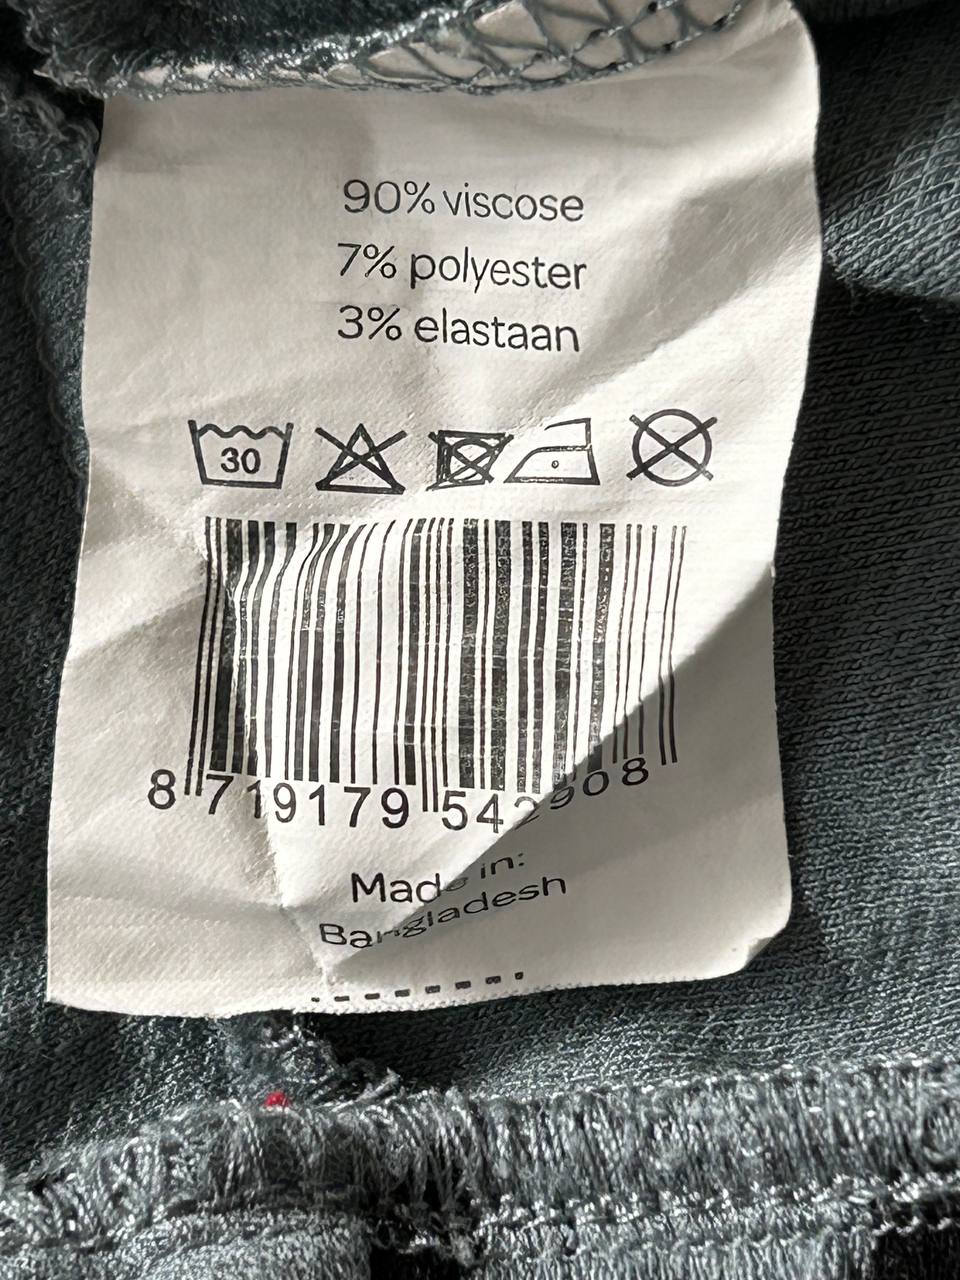 90% viscose
7% polyester
3% elastaan
30
8 719179 542908
Made in:
Bangladesh